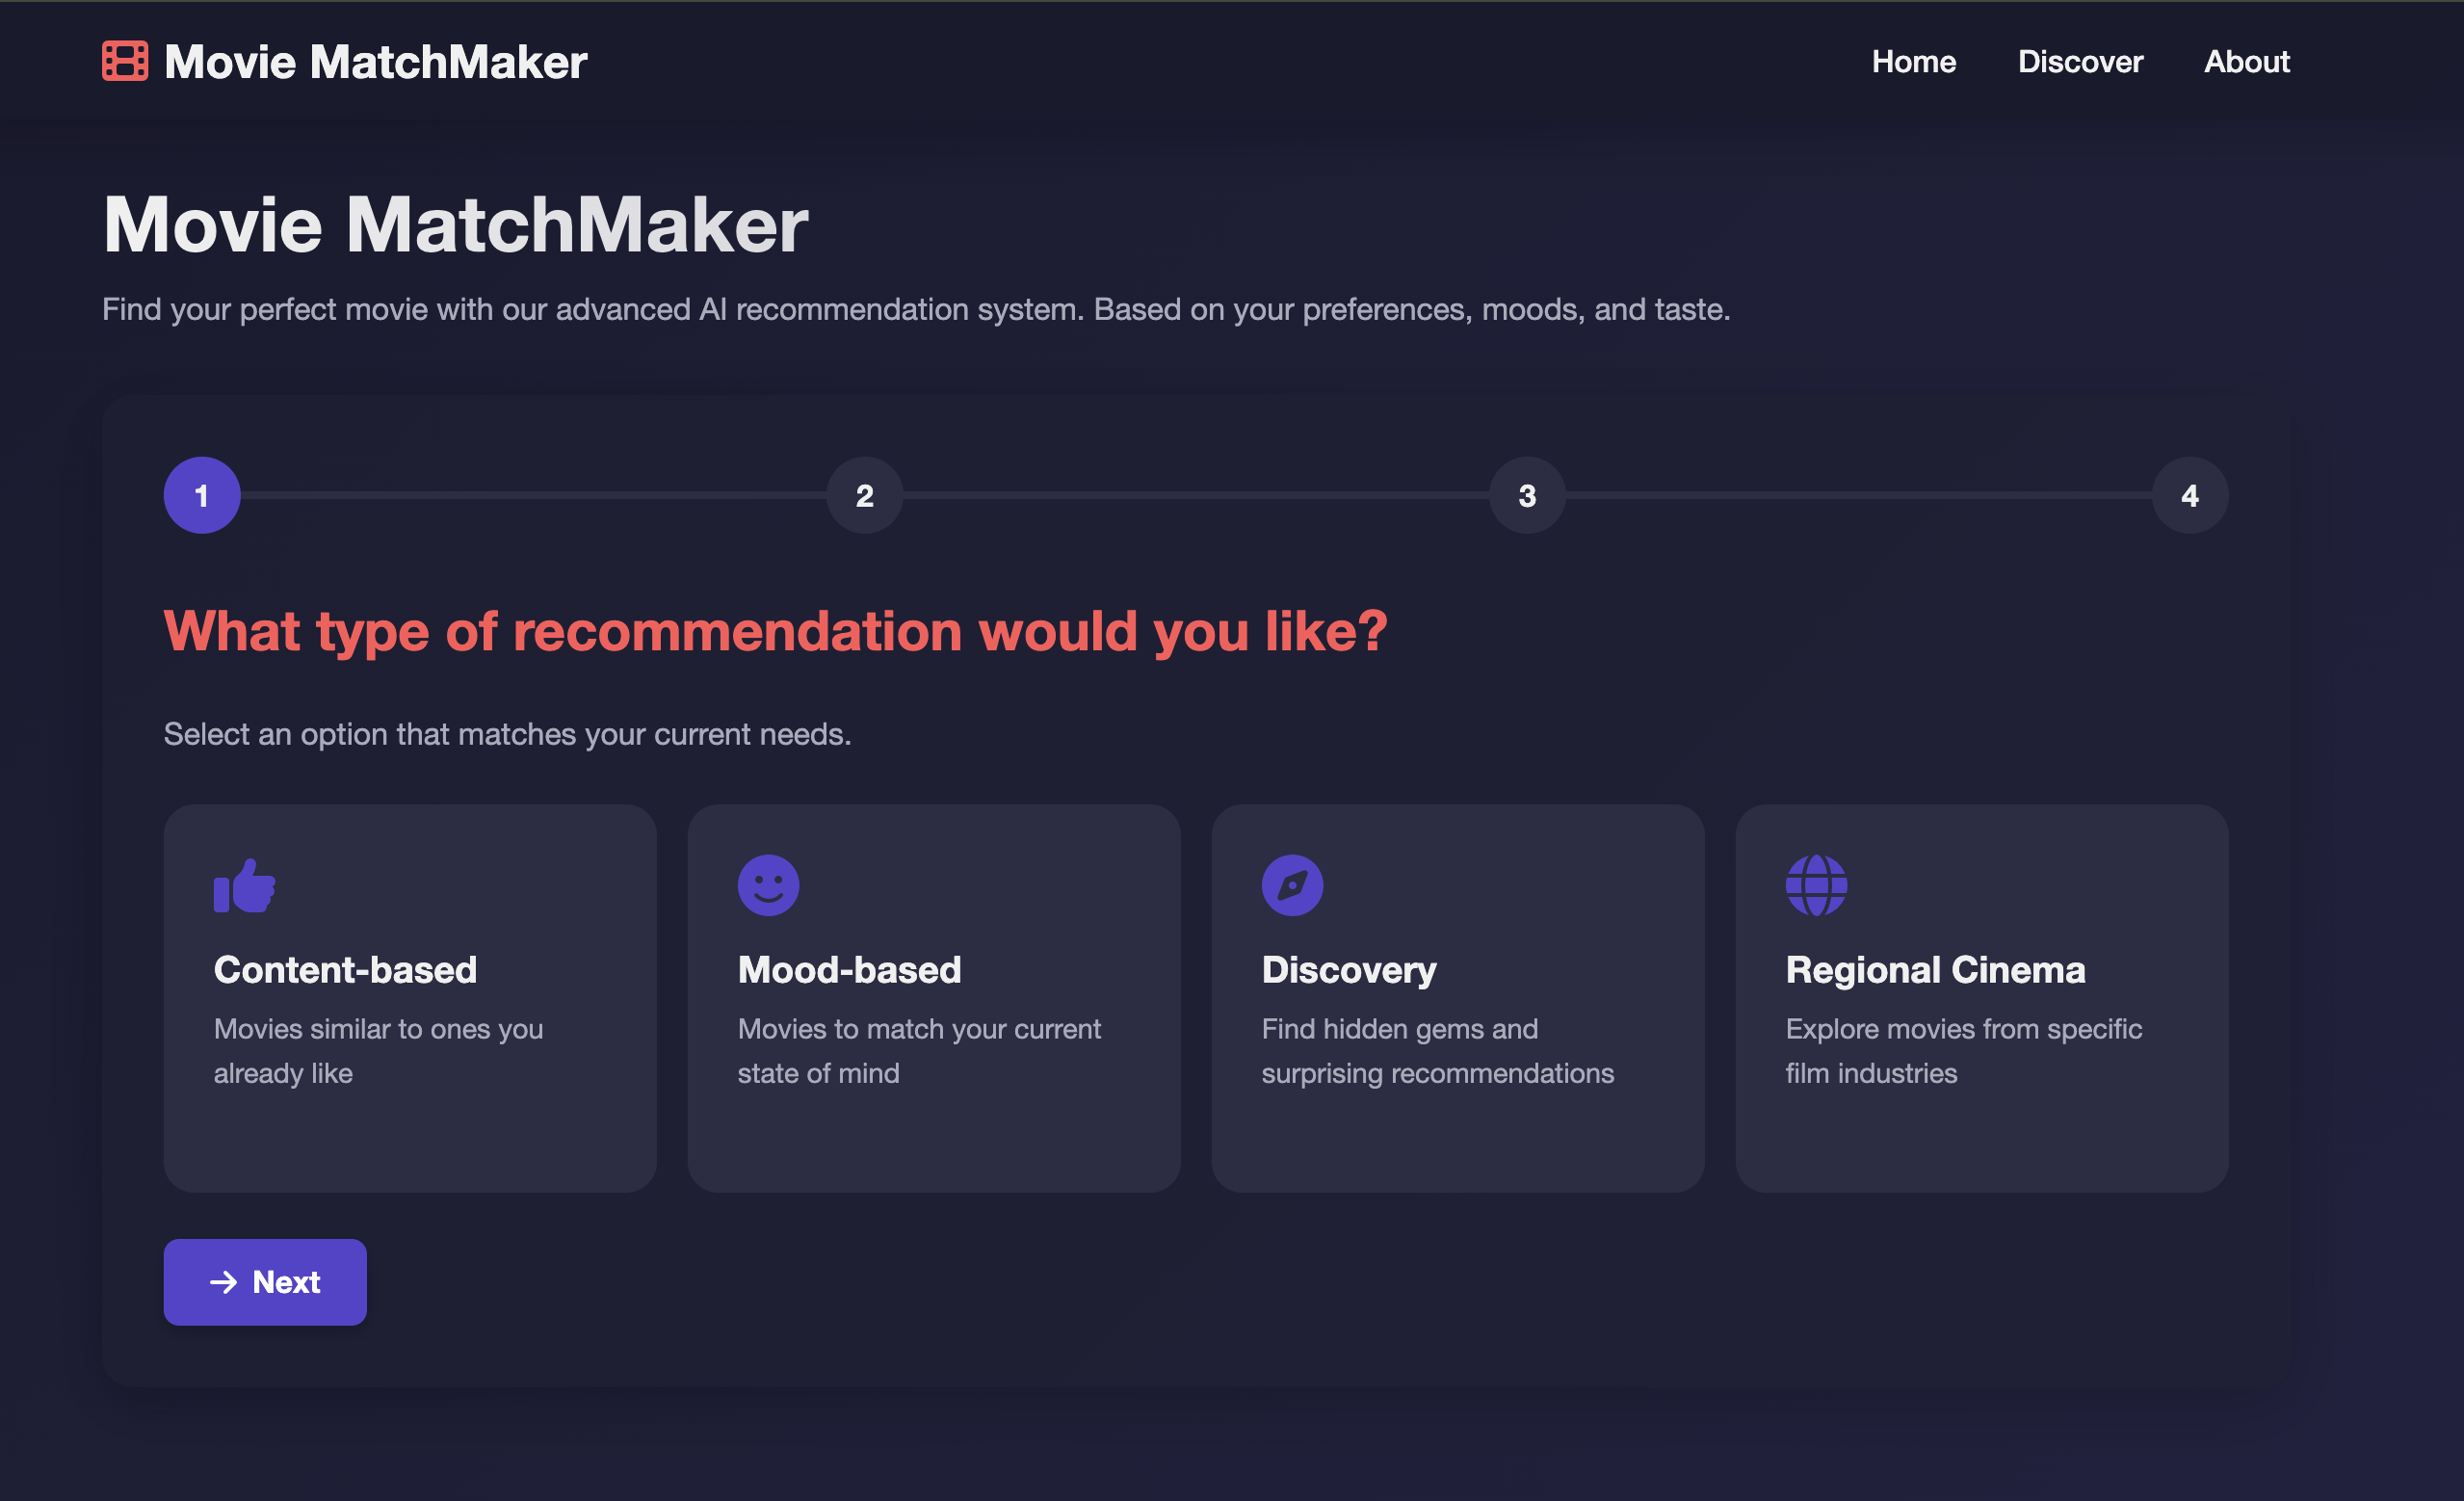 Movie MatchMaker
Home
Discover
About
Movie MatchMaker
Find your perfect movie with our advanced AI recommendation system. Based on your preferences, moods, and taste.
1
2
3
4
What type of recommendation would you like?
Select an option that matches your current needs.
Content-based
Movies similar to ones you
already like
Mood-based
Movies to match your current
state of mind
Discovery
Find hidden gems and
surprising recommendations
Regional Cinema
Explore movies from specific
film industries
Next